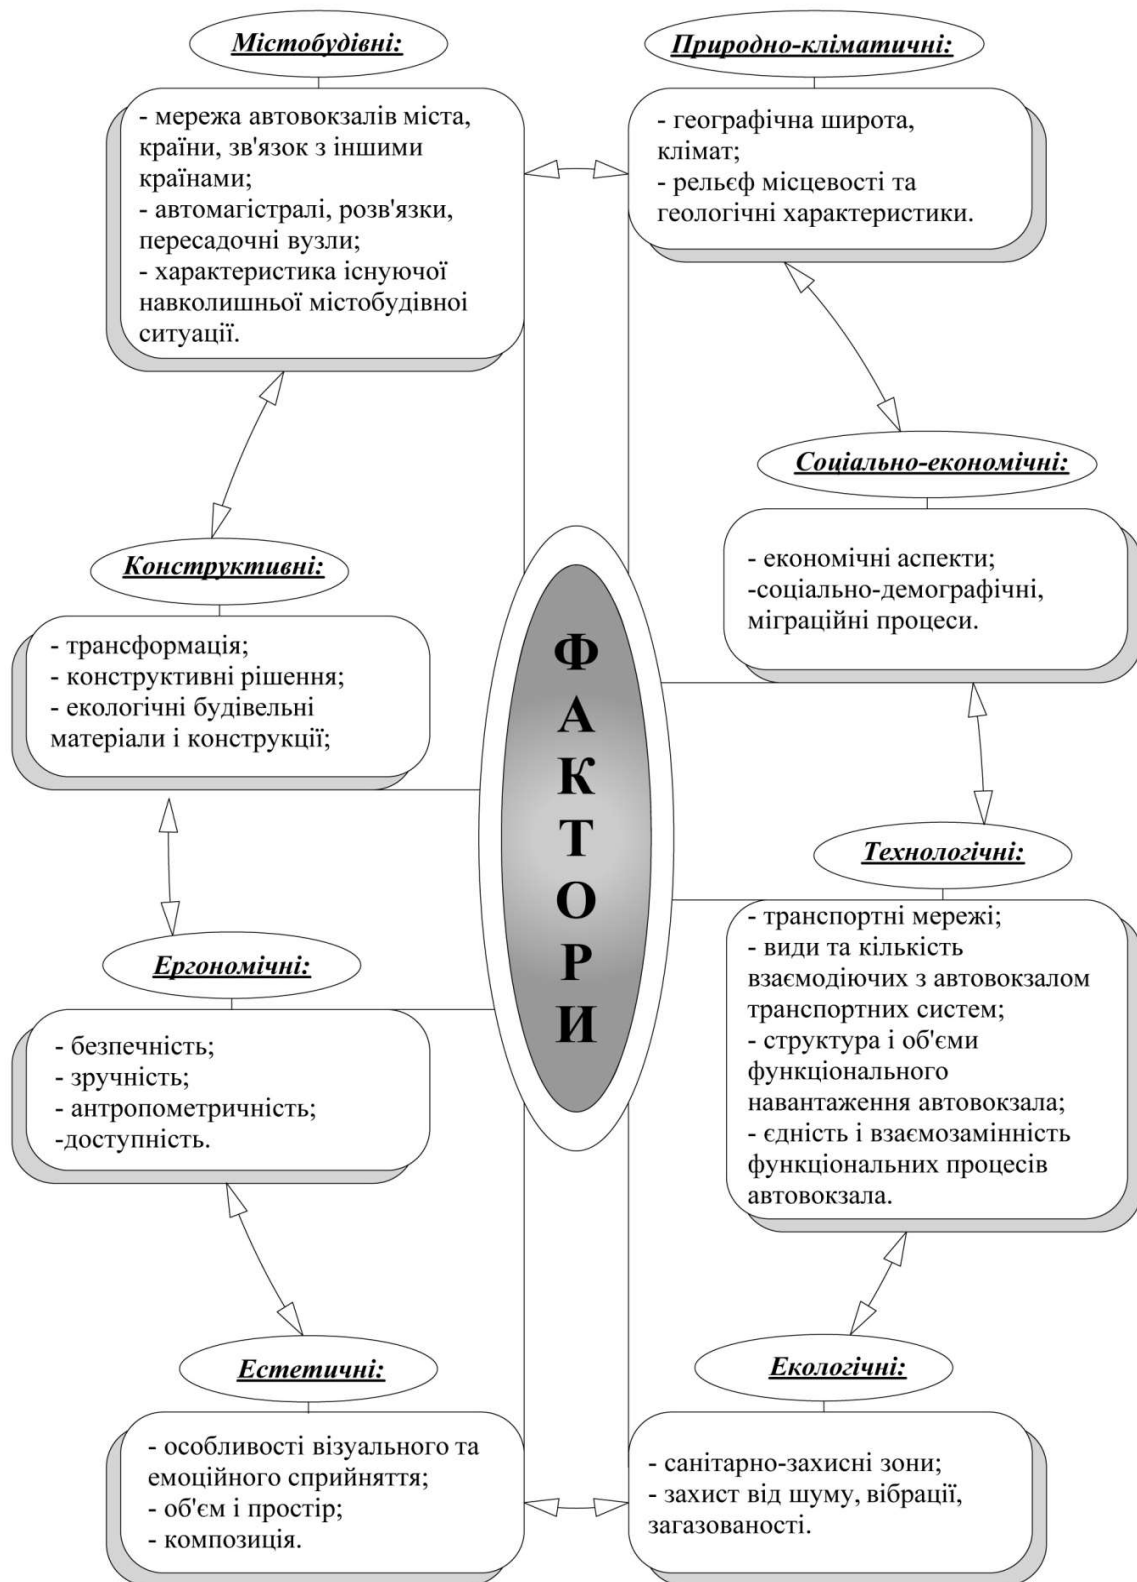 Містобудівні:
- мережа автовокзалів міста,
країни, зв'язок з іншими
країнами;
- автомагістралі, розв'язки,
пересадочні вузли;
- характеристика існуючої
навколишньої містобудівної
ситуації.
Природно-кліматичні:
- географічна широта,
клімат;
- рельєф місцевості та
геологічні характеристики.
Соціально-економічні:
- економічні аспекти;
-соціально-демографічні,
міграційні процеси.
Конструктивні:
- трансформація;
- конструктивні рішення;
- екологічні будівельні
матеріали і конструкції;
ФАКТОРИ
Технологічні:
- транспортні мережі;
- види та кількість
взаємодіючих з автовокзалом
транспортних систем;
- структура і об'єми
функціонального
навантаження автовокзала;
- єдність і взаємозамінність
функціональних процесів
автовокзала.
Ергономічні:
- безпечність;
- зручність;
- антропометричність;
-доступність.
Естетичні:
- особливості візуального та
емоційного сприйняття;
- об'єм і простір;
- композиція.
Екологічні:
- санітарно-захисні зони;
- захист від шуму, вібрації,
загазованості.